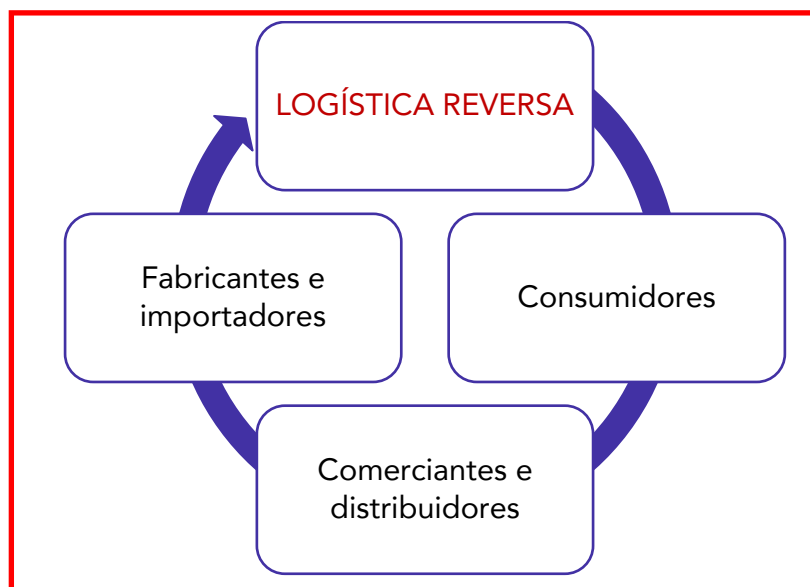 LOGÍSTICA REVERSA
Consumidores
Comerciantes e
distribuidores
Fabricantes e
importadores